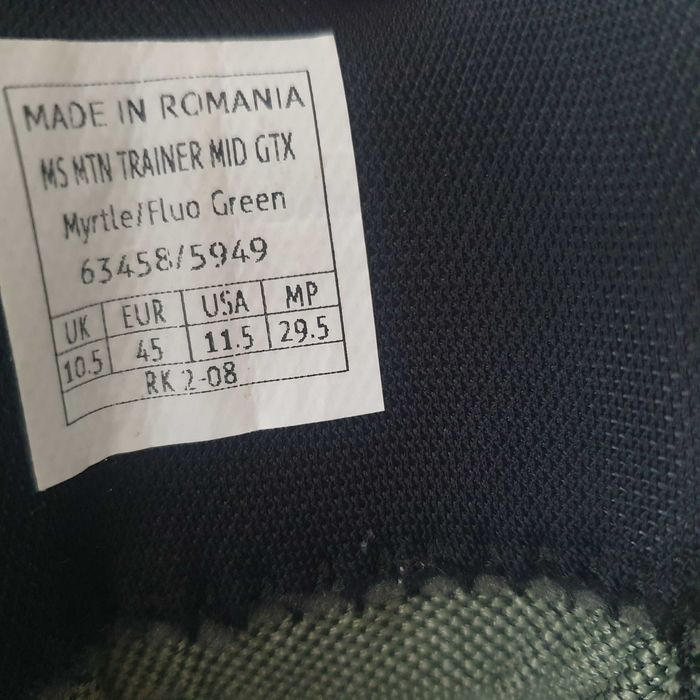 MADE IN ROMANIA
MS MTN TRAINER MID GTX
Myrtle/Fluo Green
63458/5949
UK EUR USA MP
10.5 45 11.5 29.5
RK 2-08